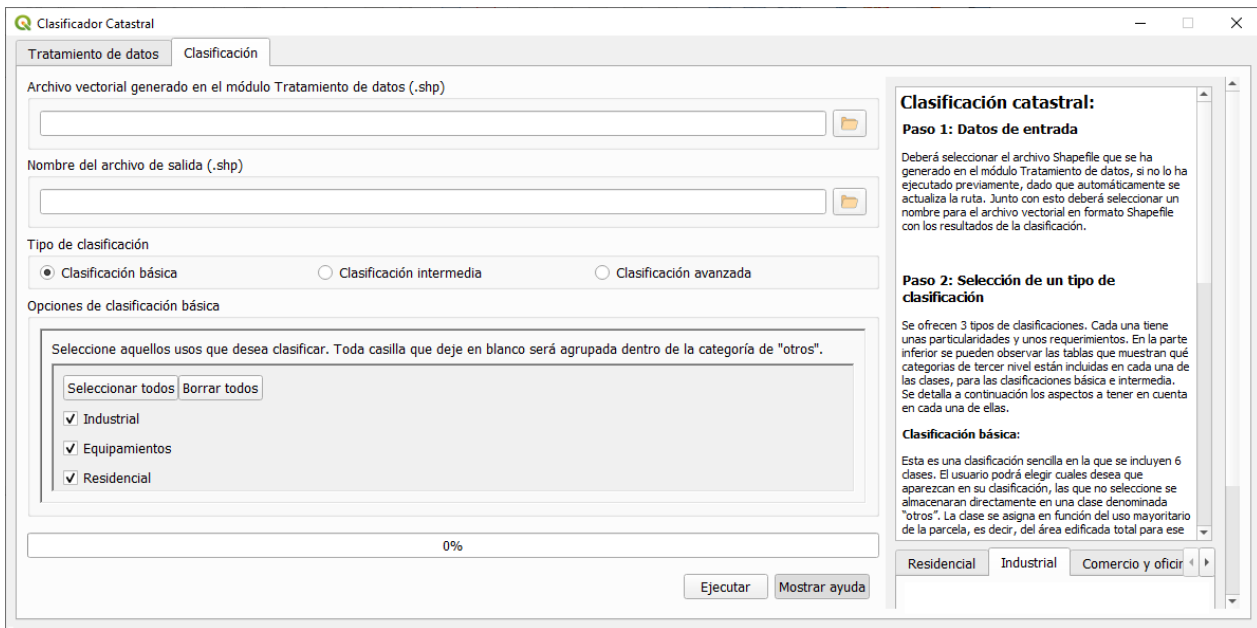 Clasificador Catastral
Tratamiento de datos
Clasificación
Archivo vectorial generado en el módulo Tratamiento de datos (.shp)
Nombre del archivo de salida (.shp)
Tipo de clasificación
Clasificación básica
Clasificación intermedia
Clasificación avanzada
Opciones de clasificación básica
Seleccione aquellos usos que desea clasificar. Toda casilla que deje en blanco será agrupada dentro de la categoría de "otros".
Seleccionar todos
Borrar todos
Industrial
Equipamientos
Residencial
0%
Ejecutar
Mostrar ayuda
Clasificación catastral:
Paso 1: Datos de entrada
Deberá seleccionar el archivo Shapefile que se ha
generado en el módulo Tratamiento de datos, si no lo ha
ejecutado previamente, dado que automáticamente se
actualiza la ruta. Junto con esto deberá seleccionar un
nombre para el archivo vectorial en formato Shapefile
con los resultados de la clasificación.
Paso 2: Selección de un tipo de
clasificación
Se ofrecen 3 tipos de clasificaciones. Cada una tiene
unas particularidades y unos requerimientos. En la parte
inferior se pueden observar las tablas que muestran qué
categorias de tercer nivel están incluidas en cada una de
las clases, para las clasificaciones básica e intermedia.
Se detalla a continuación los aspectos a tener en cuenta
en cada una de ellas.
Clasificación básica:
Esta es una clasificación sencilla en la que se incluyen 6
clases. El usuario podrá elegir cuales desea que
aparezcan en su clasificación, las que no seleccione se
almacenaran directamente en una clase denominada
"otros". La clase se asigna en función del uso mayoritario
de la parcela, es decir, del área edificada total para ese
Residencial
Industrial
Comercio y oficin